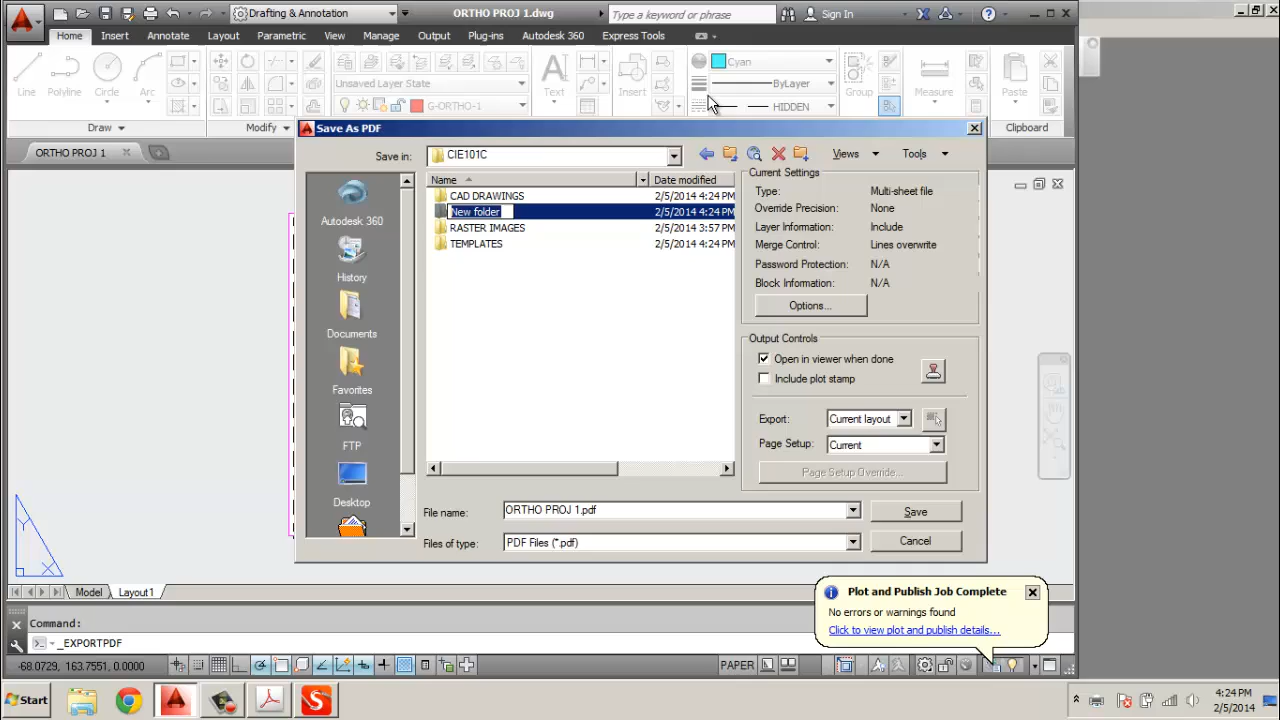 Drafting & Annotation
ORTHO PROJ 1.dwg
Type a keyword or phrase
Sign In
Home
Insert
Annotate
Layout
Parametric
View
Manage
Output
Plug-ins
Autodesk 360
Express Tools
Line
Polyline
Circle
Arc
Unsaved Layer State
G-ORTHO-1
Text
Insert
Cyan
ByLayer
HIDDEN
Group
Measure
Paste
Draw
Modify
Clipboard
ORTHO PROJ 1
Save As PDF
Save in:
CIE101C
Views
Tools
Name
Date modified
CAD DRAWINGS 2/5/2014 4:24 PM
New folder 2/5/2014 4:24 PM
RASTER IMAGES 2/5/2014 3:57 PM
TEMPLATES 2/5/2014 4:24 PM
Autodesk 360
History
Documents
Favorites
FTP
Desktop
Current Settings
Type: Multi-sheet file
Override Precision: None
Layer Information: Include
Merge Control: Lines overwrite
Password Protection: N/A
Block Information: N/A
Options...
Output Controls
Open in viewer when done
Include plot stamp
Export: Current layout
Page Setup: Current
Page Setup Override...
File name: ORTHO PROJ 1.pdf
Save
Files of type: PDF Files (*.pdf)
Cancel
Y
X
Model
Layout1
Plot and Publish Job Complete
No errors or warnings found
Click to view plot and publish details...
Command:
_EXPORTPDF
-68.0729, 163.7551, 0.0000
PAPER
Start
4:24 PM
2/5/2014